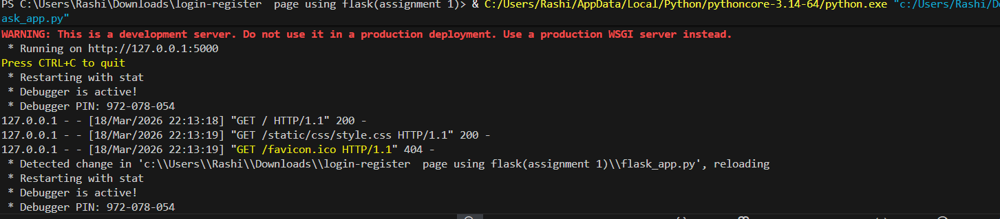 PS C:\Users\Rashi\Downloads\login-register  page using flask(assignment 1)> & C:/Users/Rashi/AppData/Local/Python/pythoncore-3.14-64/python.exe "c:/Users/Rashi/
ask_app.py"
WARNING: This is a development server. Do not use it in a production deployment. Use a production WSGI server instead.
 * Running on http://127.0.0.1:5000
Press CTRL+C to quit
 * Restarting with stat
 * Debugger is active!
 * Debugger PIN: 972-078-054
127.0.0.1 - - [18/Mar/2026 22:13:18] "GET / HTTP/1.1" 200 -
127.0.0.1 - - [18/Mar/2026 22:13:19] "GET /static/css/style.css HTTP/1.1" 200 -
127.0.0.1 - - [18/Mar/2026 22:13:19] "GET /favicon.ico HTTP/1.1" 404 -
 * Detected change in 'c:\\Users\\Rashi\\Downloads\\login-register  page using flask(assignment 1)\\flask_app.py', reloading
 * Restarting with stat
 * Debugger is active!
 * Debugger PIN: 972-078-054